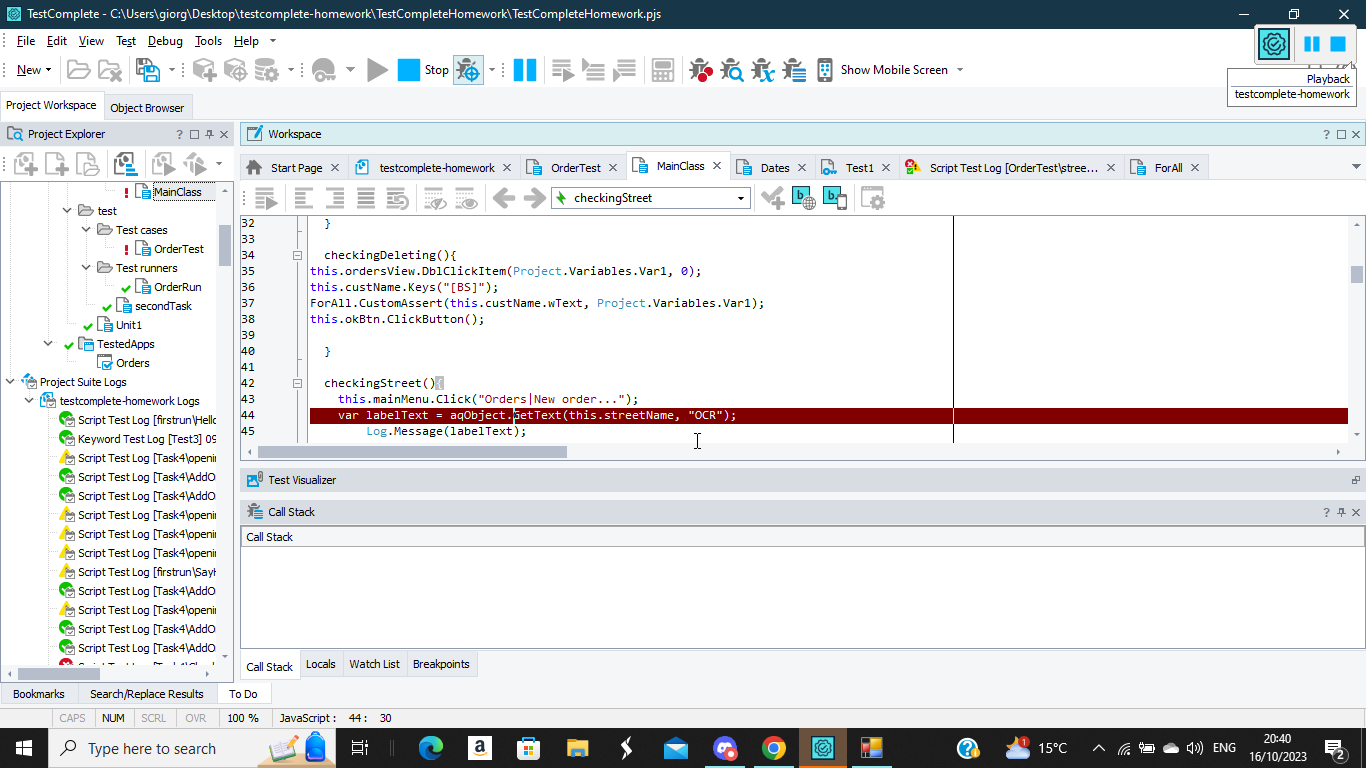 TestComplete - C:\Users\giorg\Desktop\testcomplete-homework\TestCompleteHomework\TestCompleteHomework.pjs
File Edit View Test Debug Tools Help
New Stop Show Mobile Screen
Playback
testcomplete-homework
Project Workspace Object Browser
Project Explorer ?
MainClass
test
Test cases
OrderTest
Test runners
OrderRun
secondTask
Unit1
TestedApps
Orders
Project Suite Logs
testcomplete-homework Logs
Script Test Log [firstrun\Hello
Keyword Test Log [Test3] 09
Script Test Log [Task4\openi
Script Test Log [Task4\AddO
Script Test Log [Task4\AddO
Script Test Log [Task4\openi
Script Test Log [Task4\openi
Script Test Log [Task4\openi
Script Test Log [firstrun\SayH
Script Test Log [Task4\AddO
Script Test Log [Task4\openi
Script Test Log [Task4\AddO
Script Test Log [Task4\AddO
Bookmarks Search/Replace Results To Do
Workspace ?
Start Page testcomplete-homework OrderTest MainClass Dates Test1 Script Test Log [OrderTest\stree... ForAll
b b. checkingStreet
32 }
33
34 checkingDeleting(){
35 this.ordersView.DblClickItem(Project.Variables.Var1, 0);
36 this.custName.Keys("[BS]");
37 ForAll.CustomAssert(this.custName.wText, Project.Variables.Var1);
38 this.okBtn.ClickButton();
39
40 }
41
42 checkingStreet(){
43 this.mainMenu.Click("Orders|New order...");
44 var labelText = aqObject.GetText(this.streetName, "OCR");
45 Log.Message(labelText);
Test Visualizer
Call Stack ?
Call Stack
Call Stack Locals Watch List Breakpoints
CAPS NUM SCRL OVR 100 % JavaScript : 44 : 30
Type here to search
15°C ENG
20:40
16/10/2023
2